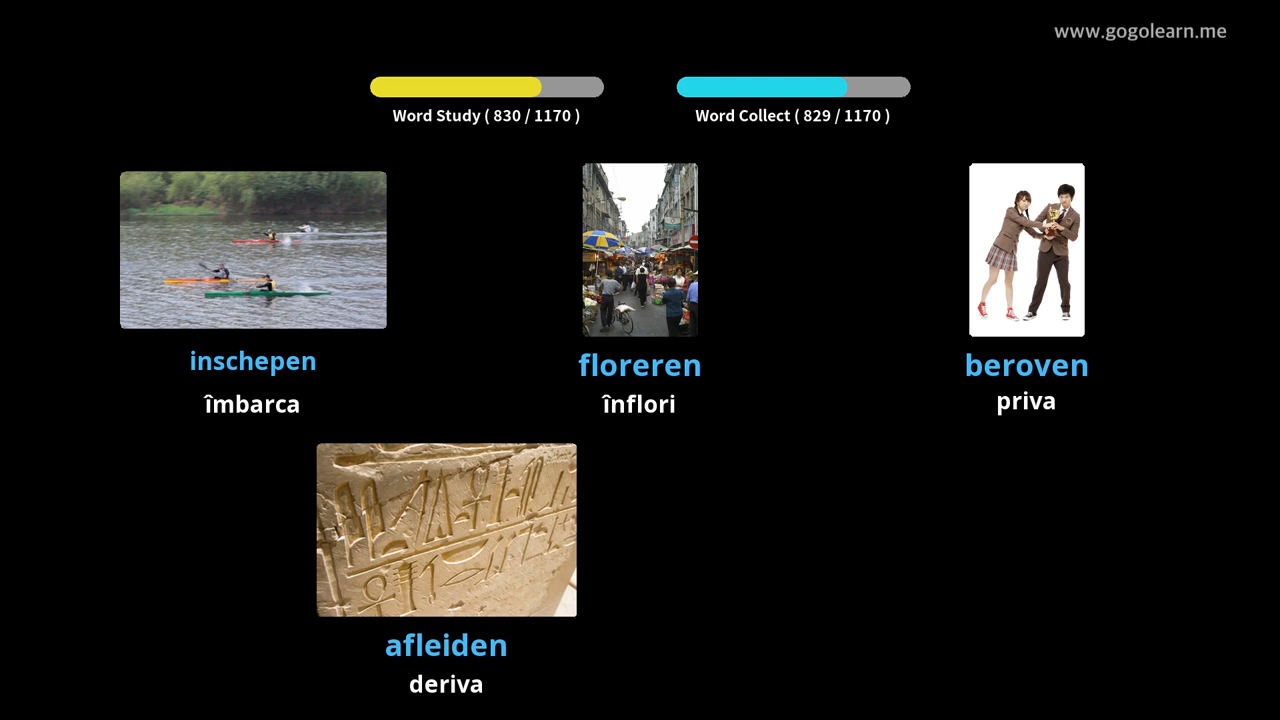 www.gogolearn.me
Word Study ( 830 / 1170 )
Word Collect ( 829 / 1170 )
inschepen
îmbarca
floreren
înflori
beroven
priva
afleiden
deriva